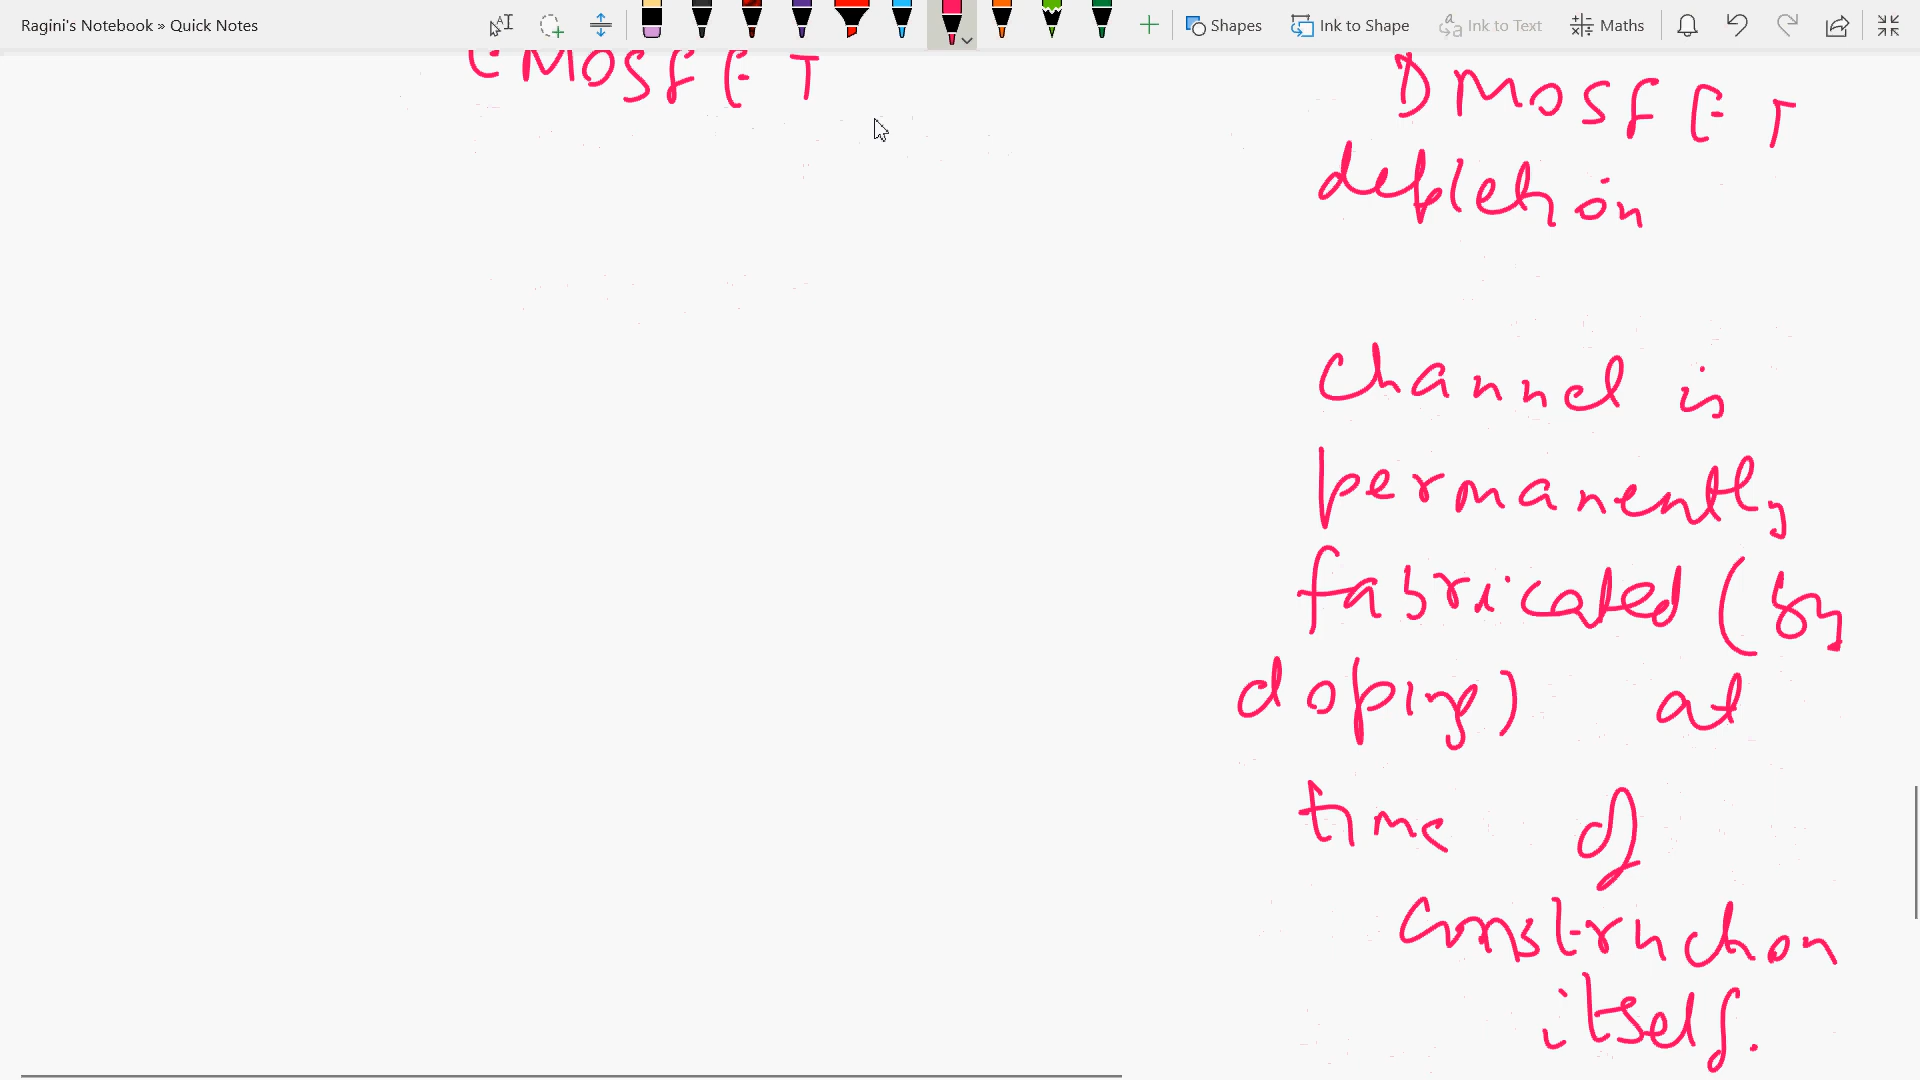 Ragini's Notebook » Quick Notes
Shapes
Ink to Shape
Ink to Text
Maths
EMOSFET
DMOSFET
depletion
Channel is
permanently
fabricated (by
doping) at
time of
construction
itself.